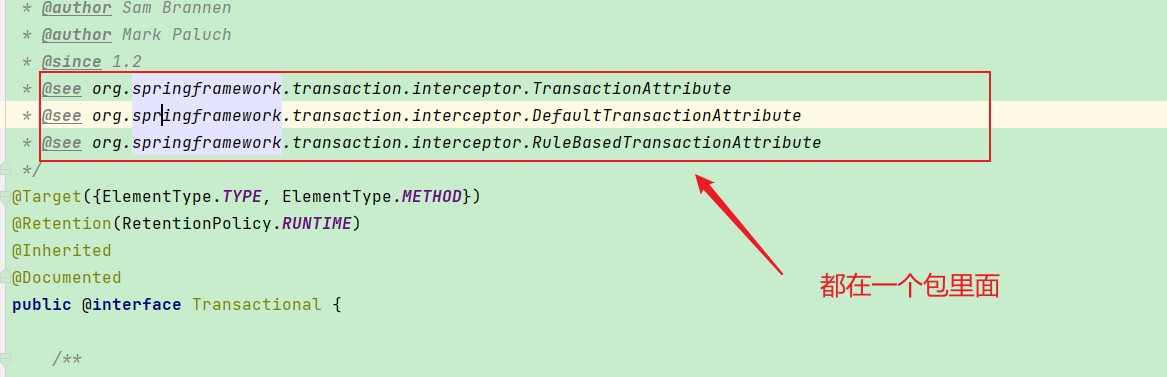 * @author Sam Brannen
* @author Mark Paluch
* @since 1.2
* @see org.springframework.transaction.interceptor.TransactionAttribute
* @see org.springframework.transaction.interceptor.DefaultTransactionAttribute
* @see org.springframework.transaction.interceptor.RuleBasedTransactionAttribute
*/
@Target({ElementType.TYPE, ElementType.METHOD})
@Retention(RetentionPolicy.RUNTIME)
@Inherited
@Documented
都在一个包里面
public @interface Transactional {
/**